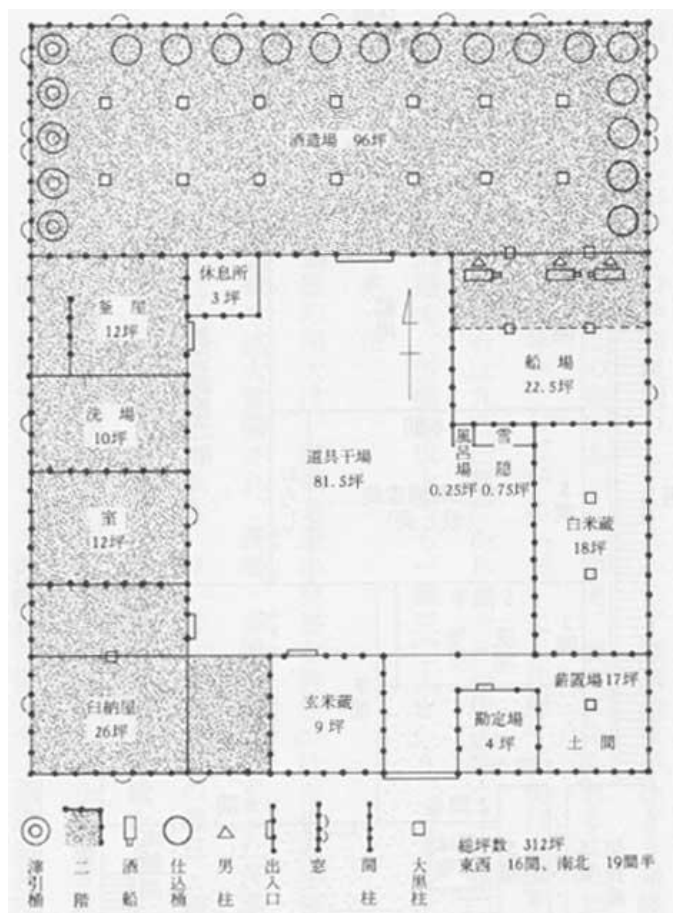 酒造場 96坪
休息所
3坪
釜屋
12坪
船場
22.5坪
洗場
10坪
道具干場
81.5坪
風呂場
雪隠
0.25坪 0.75坪
室
12坪
白米蔵
18坪
臼納屋
26坪
玄米蔵
9坪
勘定場
4坪
薪置場17坪
土間
滓引桶
二階
酒船
仕込桶
男柱
出入口
窓
間柱
大黒柱
総坪数 312坪
東西 16間、南北 19間半